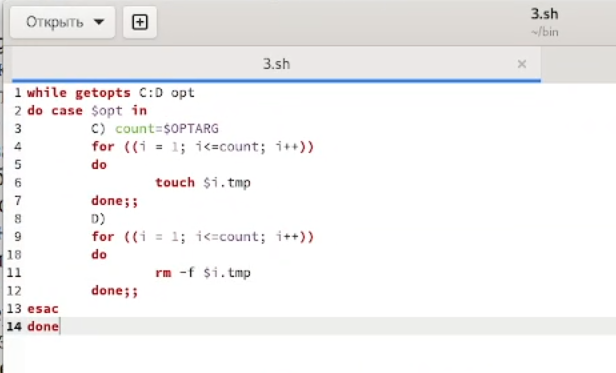 Открыть
3.sh
~/bin
3.sh
1 while getopts C:D opt
2 do case $opt in
3 C) count=$OPTARG
4 for ((i = 1; i<=count; i++))
5 do
6 touch $i.tmp
7 done;;
8 D)
9 for ((i = 1; i<=count; i++))
10 do
11 rm -f $i.tmp
12 done;;
13 esac
14 done